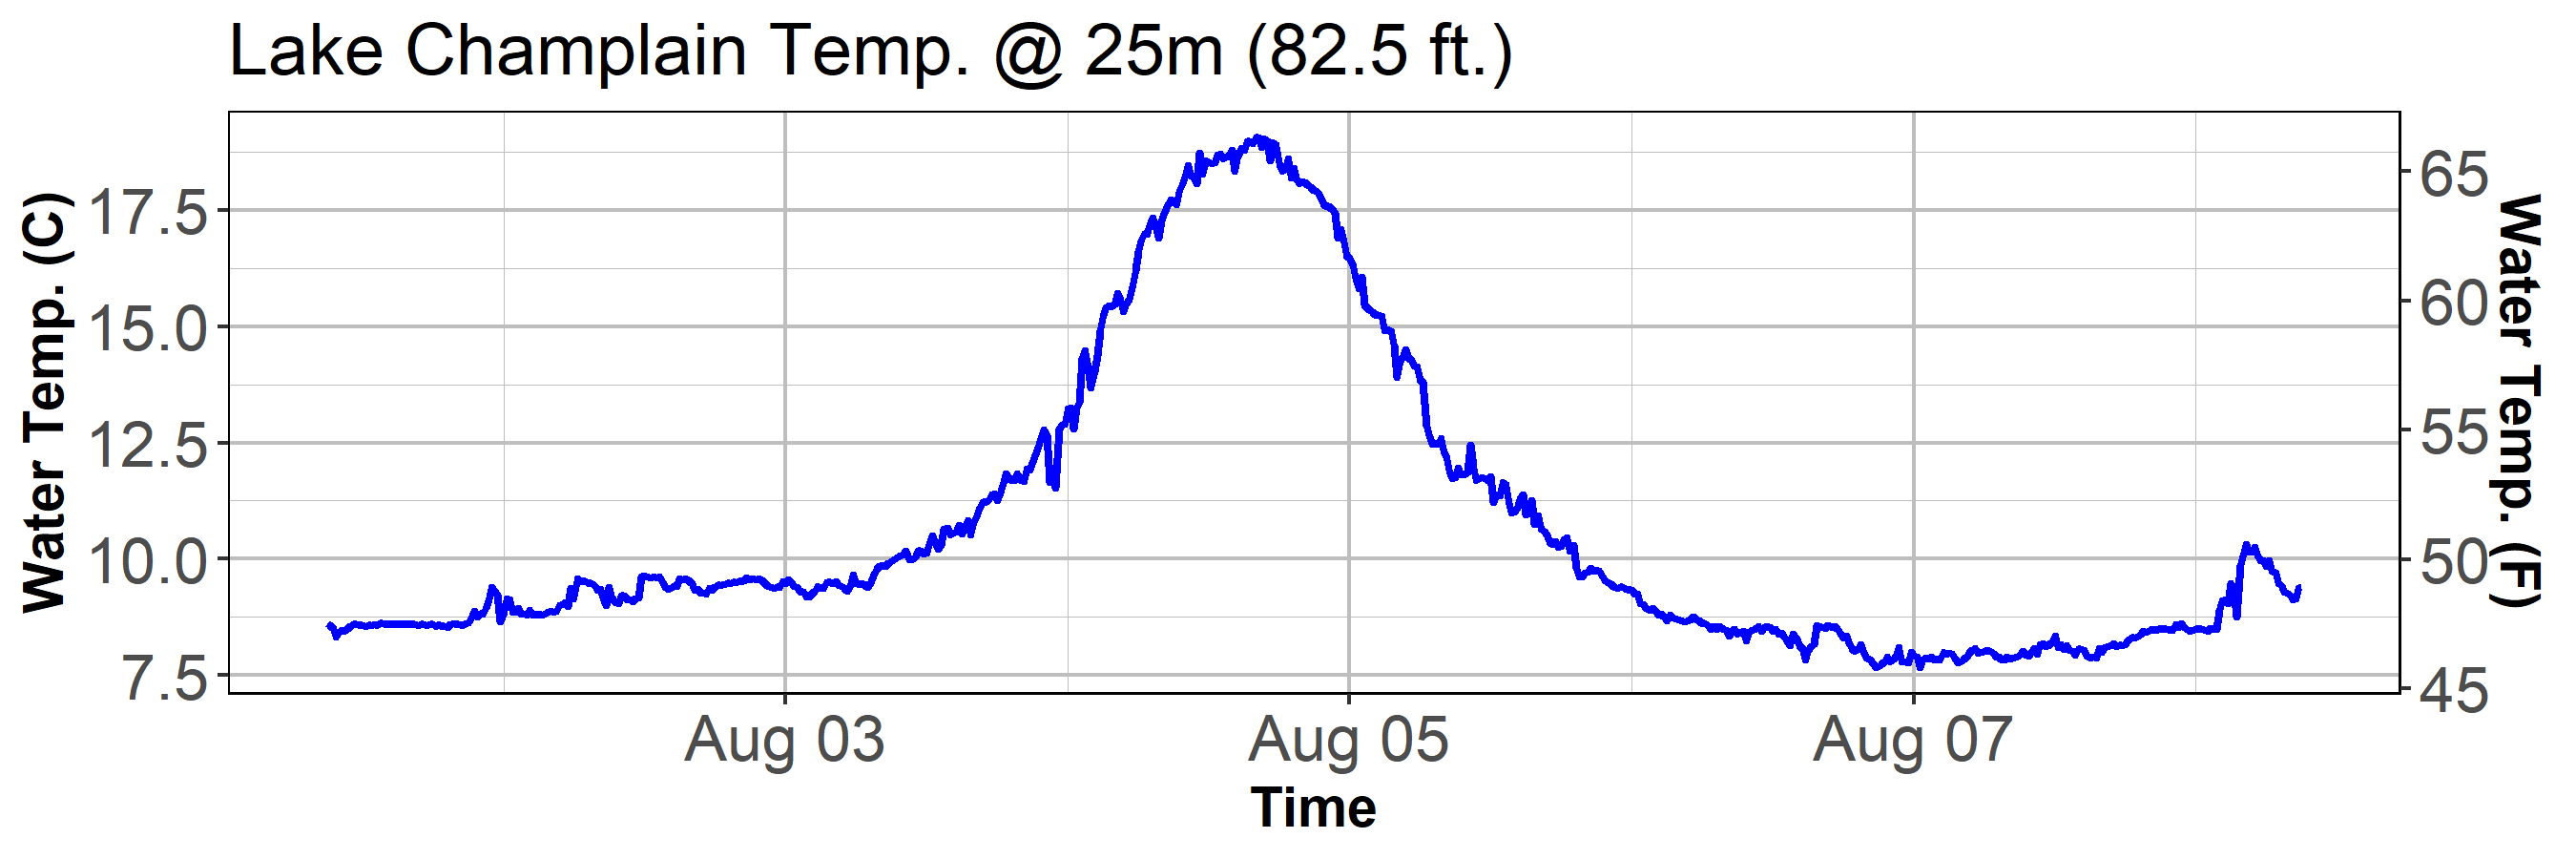 Lake Champlain Temp. @ 25m (82.5 ft.)
Water Temp. (C)
17.5
15.0
12.5
10.0
7.5
65
60
55
50
45
Water Temp. (F)
Aug 03
Aug 05
Aug 07
Time